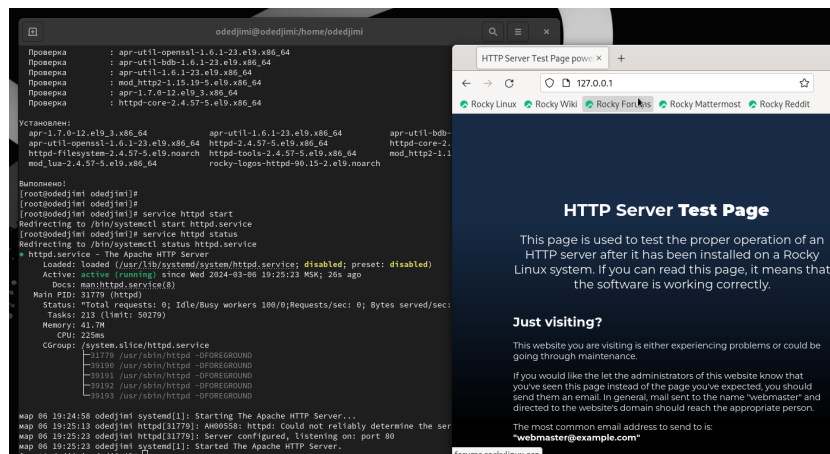 odedjimi@odedjimi:/home/odedjimi
Проверка : apr-util-openssl-1.6.1-23.el9.x86_64
Проверка : apr-util-bdb-1.6.1-23.el9.x86_64
Проверка : apr-util-1.6.1-23.el9.x86_64
Проверка : mod_http2-1.15.19-5.el9.x86_64
Проверка : apr-1.7.0-12.el9_3.x86_64
Проверка : httpd-core-2.4.57-5.el9.x86_64
Установлен:
apr-1.7.0-12.el9_3.x86_64 apr-util-1.6.1-23.el9.x86_64 apr-util-bdb-
apr-util-openssl-1.6.1-23.el9.x86_64 httpd-2.4.57-5.el9.x86_64 httpd-core-2.
httpd-filesystem-2.4.57-5.el9.noarch httpd-tools-2.4.57-5.el9.x86_64 mod_http2-1.1
mod_lua-2.4.57-5.el9.x86_64 rocky-logos-httpd-90.15-2.el9.noarch
Выполнено!
[root@odedjimi odedjimi]#
[root@odedjimi odedjimi]#
[root@odedjimi odedjimi]# service httpd start
Redirecting to /bin/systemctl start httpd.service
[root@odedjimi odedjimi]# service httpd status
Redirecting to /bin/systemctl status httpd.service
● httpd.service - The Apache HTTP Server
Loaded: loaded (/usr/lib/systemd/system/httpd.service; disabled; preset: disabled)
Active: active (running) since Wed 2024-03-06 19:25:23 MSK; 26s ago
Docs: man:httpd.service(8)
Main PID: 31779 (httpd)
Status: "Total requests: 0; Idle/Busy workers 100/0;Requests/sec: 0; Bytes served/sec:
Tasks: 213 (limit: 50279)
Memory: 41.7M
CPU: 225ms
CGroup: /system.slice/httpd.service
├─31779 /usr/sbin/httpd -DFOREGROUND
├─39190 /usr/sbin/httpd -DFOREGROUND
├─39191 /usr/sbin/httpd -DFOREGROUND
├─39192 /usr/sbin/httpd -DFOREGROUND
└─39193 /usr/sbin/httpd -DFOREGROUND
мар 06 19:24:58 odedjimi systemd[1]: Starting The Apache HTTP Server...
мар 06 19:25:13 odedjimi httpd[31779]: AH00558: httpd: Could not reliably determine the ser
мар 06 19:25:23 odedjimi httpd[31779]: Server configured, listening on: port 80
мар 06 19:25:23 odedjimi systemd[1]: Started The Apache HTTP Server.
HTTP Server Test Page powe
127.0.0.1
Rocky Linux Rocky Wiki Rocky Forums Rocky Mattermost Rocky Reddit
HTTP Server Test Page
This page is used to test the proper operation of an
HTTP server after it has been installed on a Rocky
Linux system. If you can read this page, it means that
the software is working correctly.
Just visiting?
This website you are visiting is either experiencing problems or could be
going through maintenance.
If you would like the let the administrators of this website know that
you've seen this page instead of the page you've expected, you should
send them an email. In general, mail sent to the name "webmaster" and
directed to the website's domain should reach the appropriate person.
The most common email address to send to is:
"webmaster@example.com"